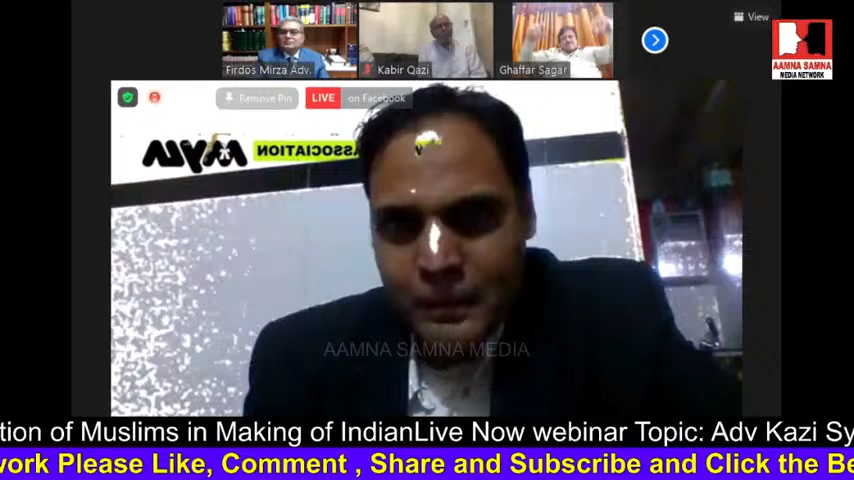 View
AAMNA SAMNA
MEDIA NETWORK
Firdos Mirza Adv.
Kabir Qazi
Ghaffar Sagar
Remove Pin
LIVE on Facebook
ASSOCIATION
AAMNA SAMNA MEDIA
tion of Muslims in Making of IndianLive Now webinar Topic: Adv Kazi Sy
work Please Like, Comment , Share and Subscribe and Click the Be